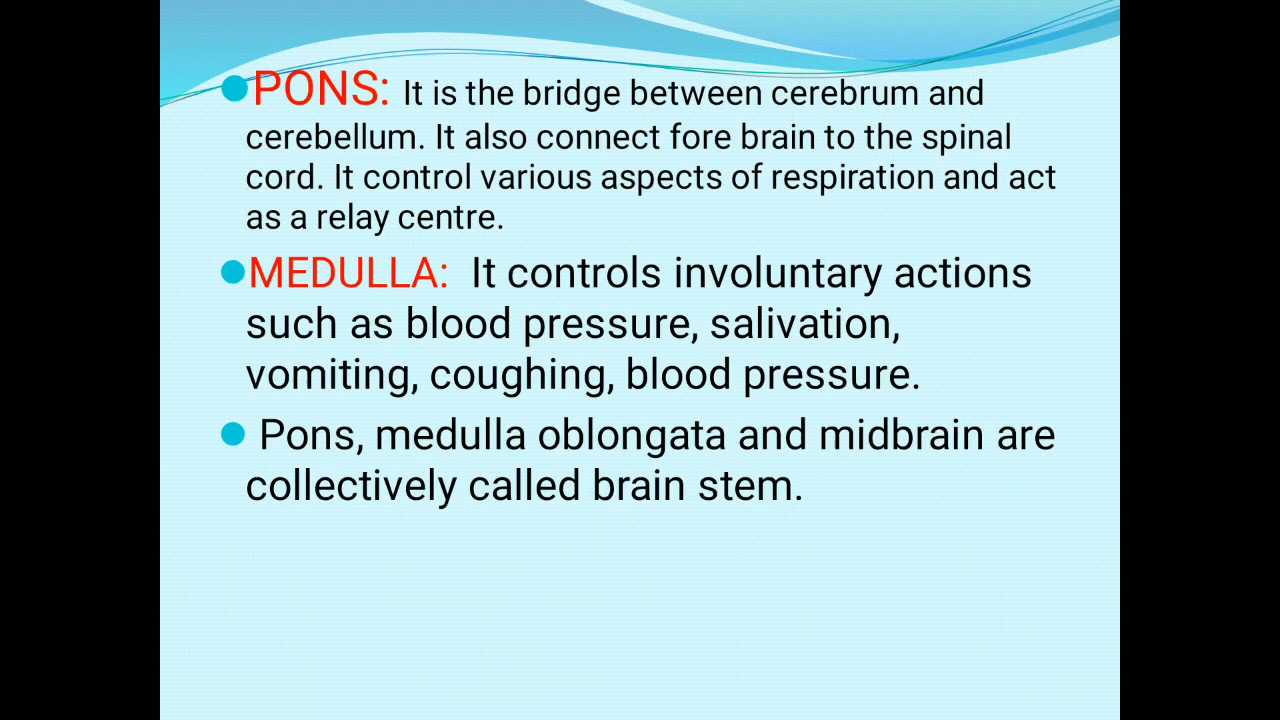 PONS: It is the bridge between cerebrum and
cerebellum. It also connect fore brain to the spinal
cord. It control various aspects of respiration and act
as a relay centre.
MEDULLA: It controls involuntary actions
such as blood pressure, salivation,
vomiting, coughing, blood pressure.
Pons, medulla oblongata and midbrain are
collectively called brain stem.